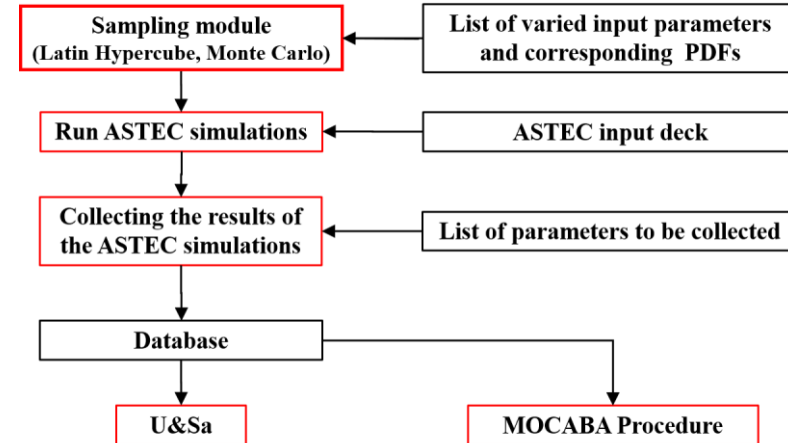 Sampling module
(Latin Hypercube, Monte Carlo)
List of varied input parameters
and corresponding PDFs
Run ASTEC simulations
ASTEC input deck
Collecting the results of
the ASTEC simulations
List of parameters to be collected
Database
U&Sa
MOCABA Procedure